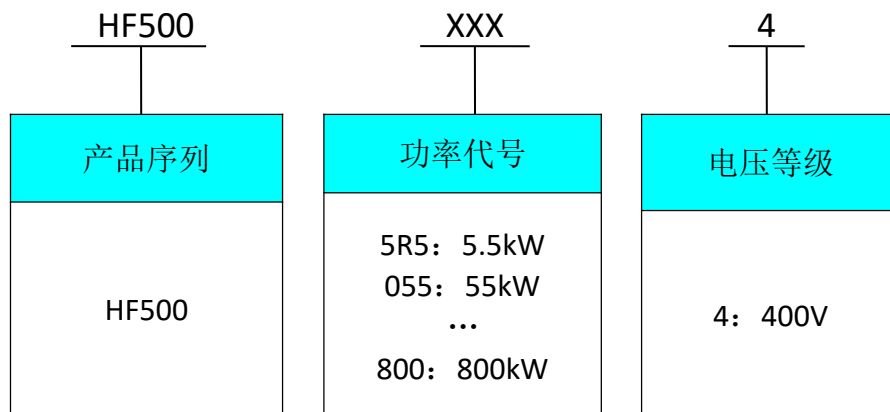 HF500 XXX 4
产品序列 功率代号 电压等级
5R5：5.5kW
055：55kW
HF500 … 4：400V
800：800kW